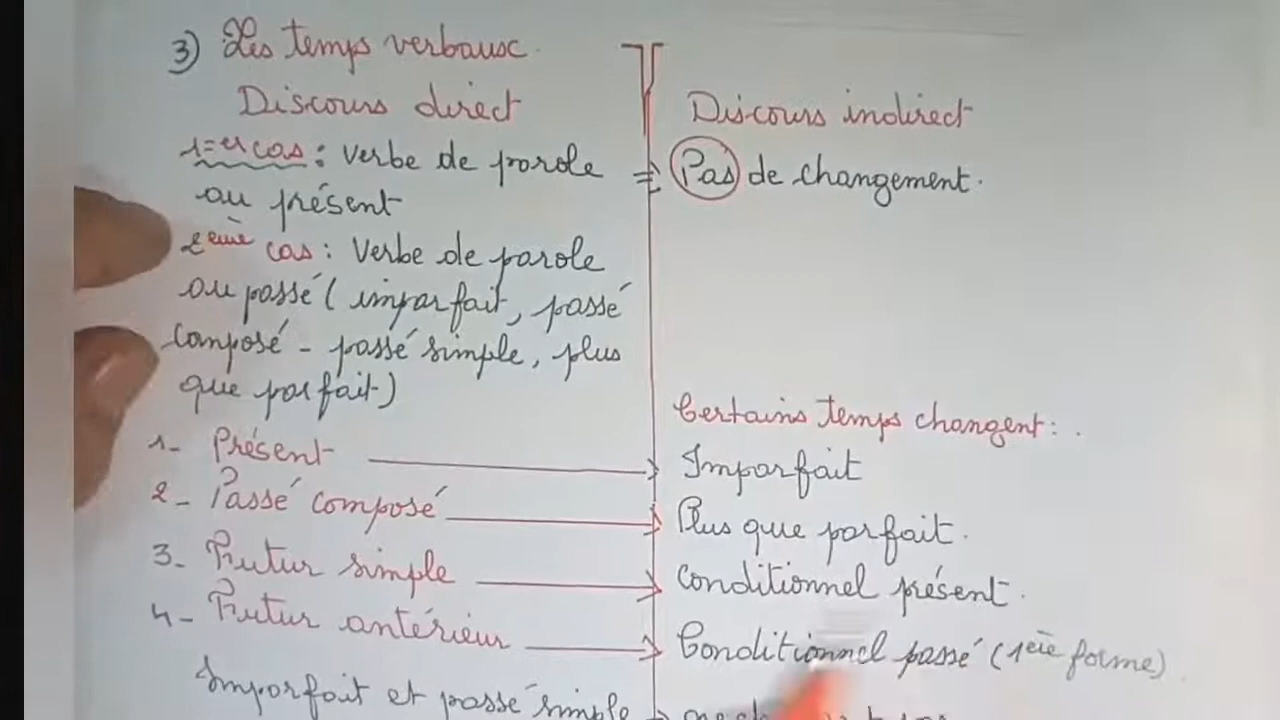 3) Les temps verbaux.
Discours direct
Discours indirect
1er cas : Verbe de parole
au présent
⇒ Pas de changement.
2ème cas : Verbe de parole
au passé ( imparfait, passé
composé - passé simple, plus
que parfait)
Certains temps changent : .
1- Présent → Imparfait
2- Passé composé → Plus que parfait.
3- Futur simple → Conditionnel présent.
4- Futur antérieur → Conditionnel passé (1ère forme).
Imparfait et passé simple →